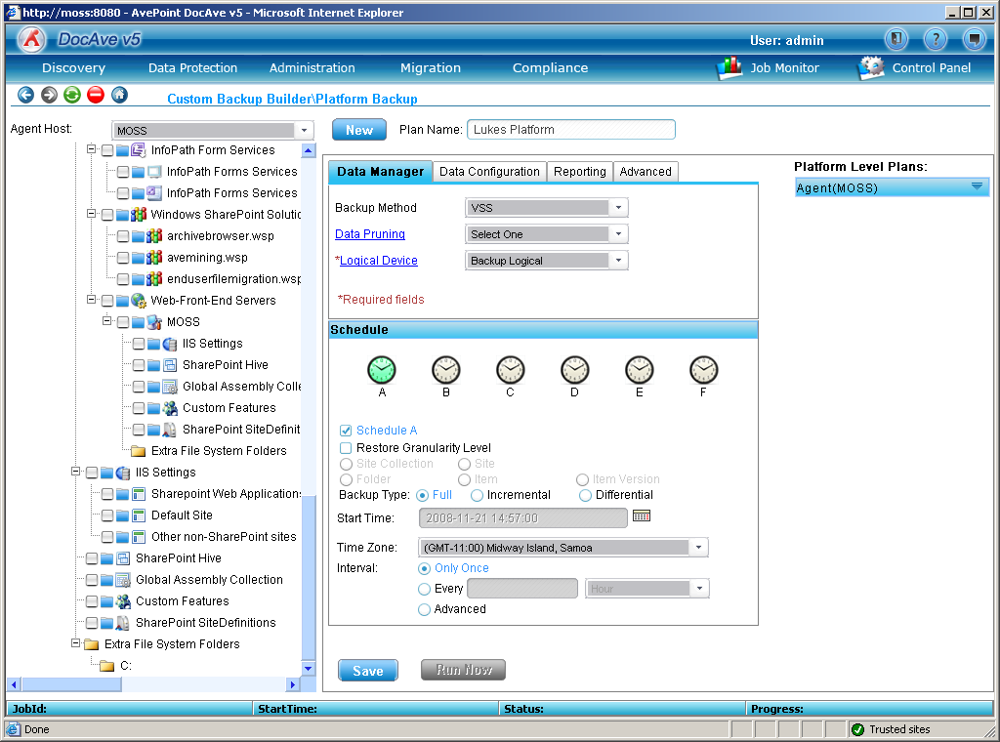 http://moss:8080 - AvePoint DocAve v5 - Microsoft Internet Explorer
DocAve v5
User: admin
Discovery Data Protection Administration Migration Compliance Job Monitor Control Panel
Custom Backup Builder\Platform Backup
Agent Host: MOSS
InfoPath Form Services
InfoPath Forms Services
InfoPath Forms Services
Windows SharePoint Soluti
archivebrowser.wsp
avemining.wsp
enduserfilemigration.wsp
Web-Front-End Servers
MOSS
IIS Settings
SharePoint Hive
Global Assembly Colle
Custom Features
SharePoint SiteDefinit
Extra File System Folders
IIS Settings
Sharepoint Web Application
Default Site
Other non-SharePoint sites
SharePoint Hive
Global Assembly Collection
Custom Features
SharePoint SiteDefinitions
Extra File System Folders
C:
New Plan Name: Lukes Platform
Data Manager Data Configuration Reporting Advanced
Backup Method VSS
Data Pruning Select One
*Logical Device Backup Logical
*Required fields
Schedule
A B C D E F
Schedule A
Restore Granularity Level
Site Collection Site
Folder Item Item Version
Backup Type: Full Incremental Differential
Start Time: 2008-11-21 14:57:00
Time Zone: (GMT-11:00) Midway Island, Samoa
Interval: Only Once
Every Hour
Advanced
Save Run Now
Platform Level Plans:
Agent(MOSS)
JobId: StartTime: Status: Progress:
Done Trusted sites